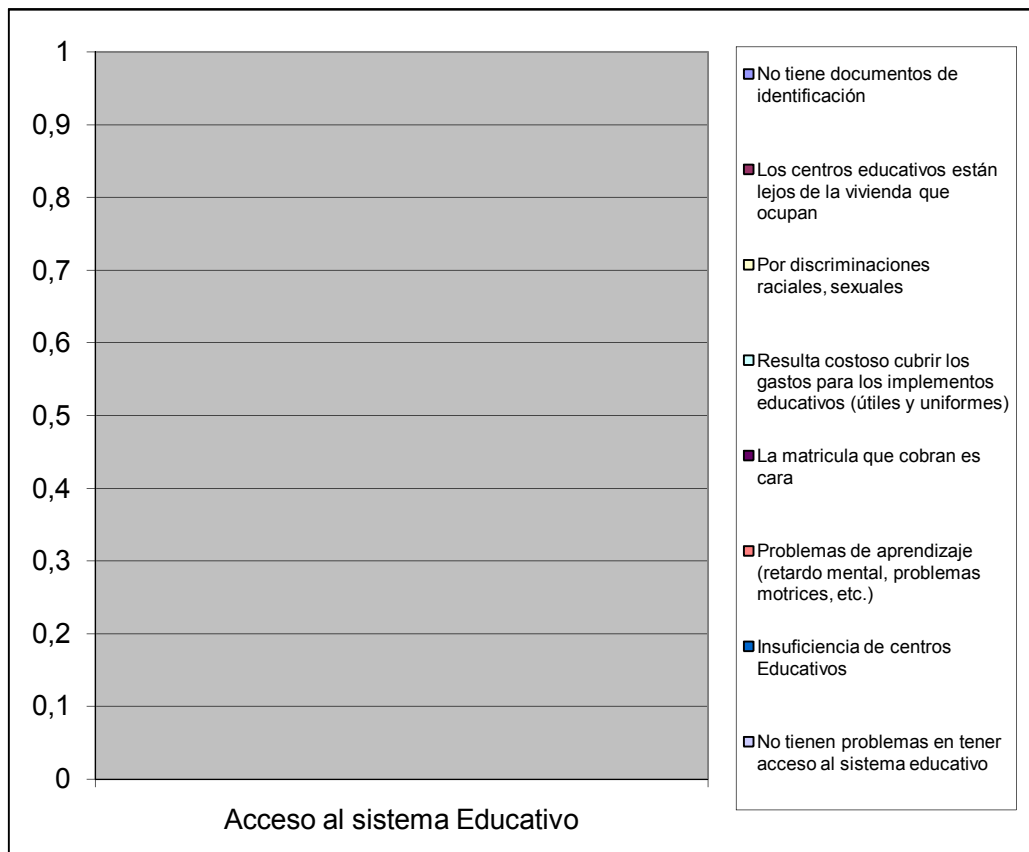 1
0,9
0,8
0,7
0,6
0,5
0,4
0,3
0,2
0,1
0
Acceso al sistema Educativo
No tiene documentos de
identificación
Los centros educativos están
lejos de la vivienda que
ocupan
Por discriminaciones
raciales, sexuales
Resulta costoso cubrir los
gastos para los implementos
educativos (útiles y uniformes)
La matricula que cobran es
cara
Problemas de aprendizaje
(retardo mental, problemas
motrices, etc.)
Insuficiencia de centros
Educativos
No tienen problemas en tener
acceso al sistema educativo